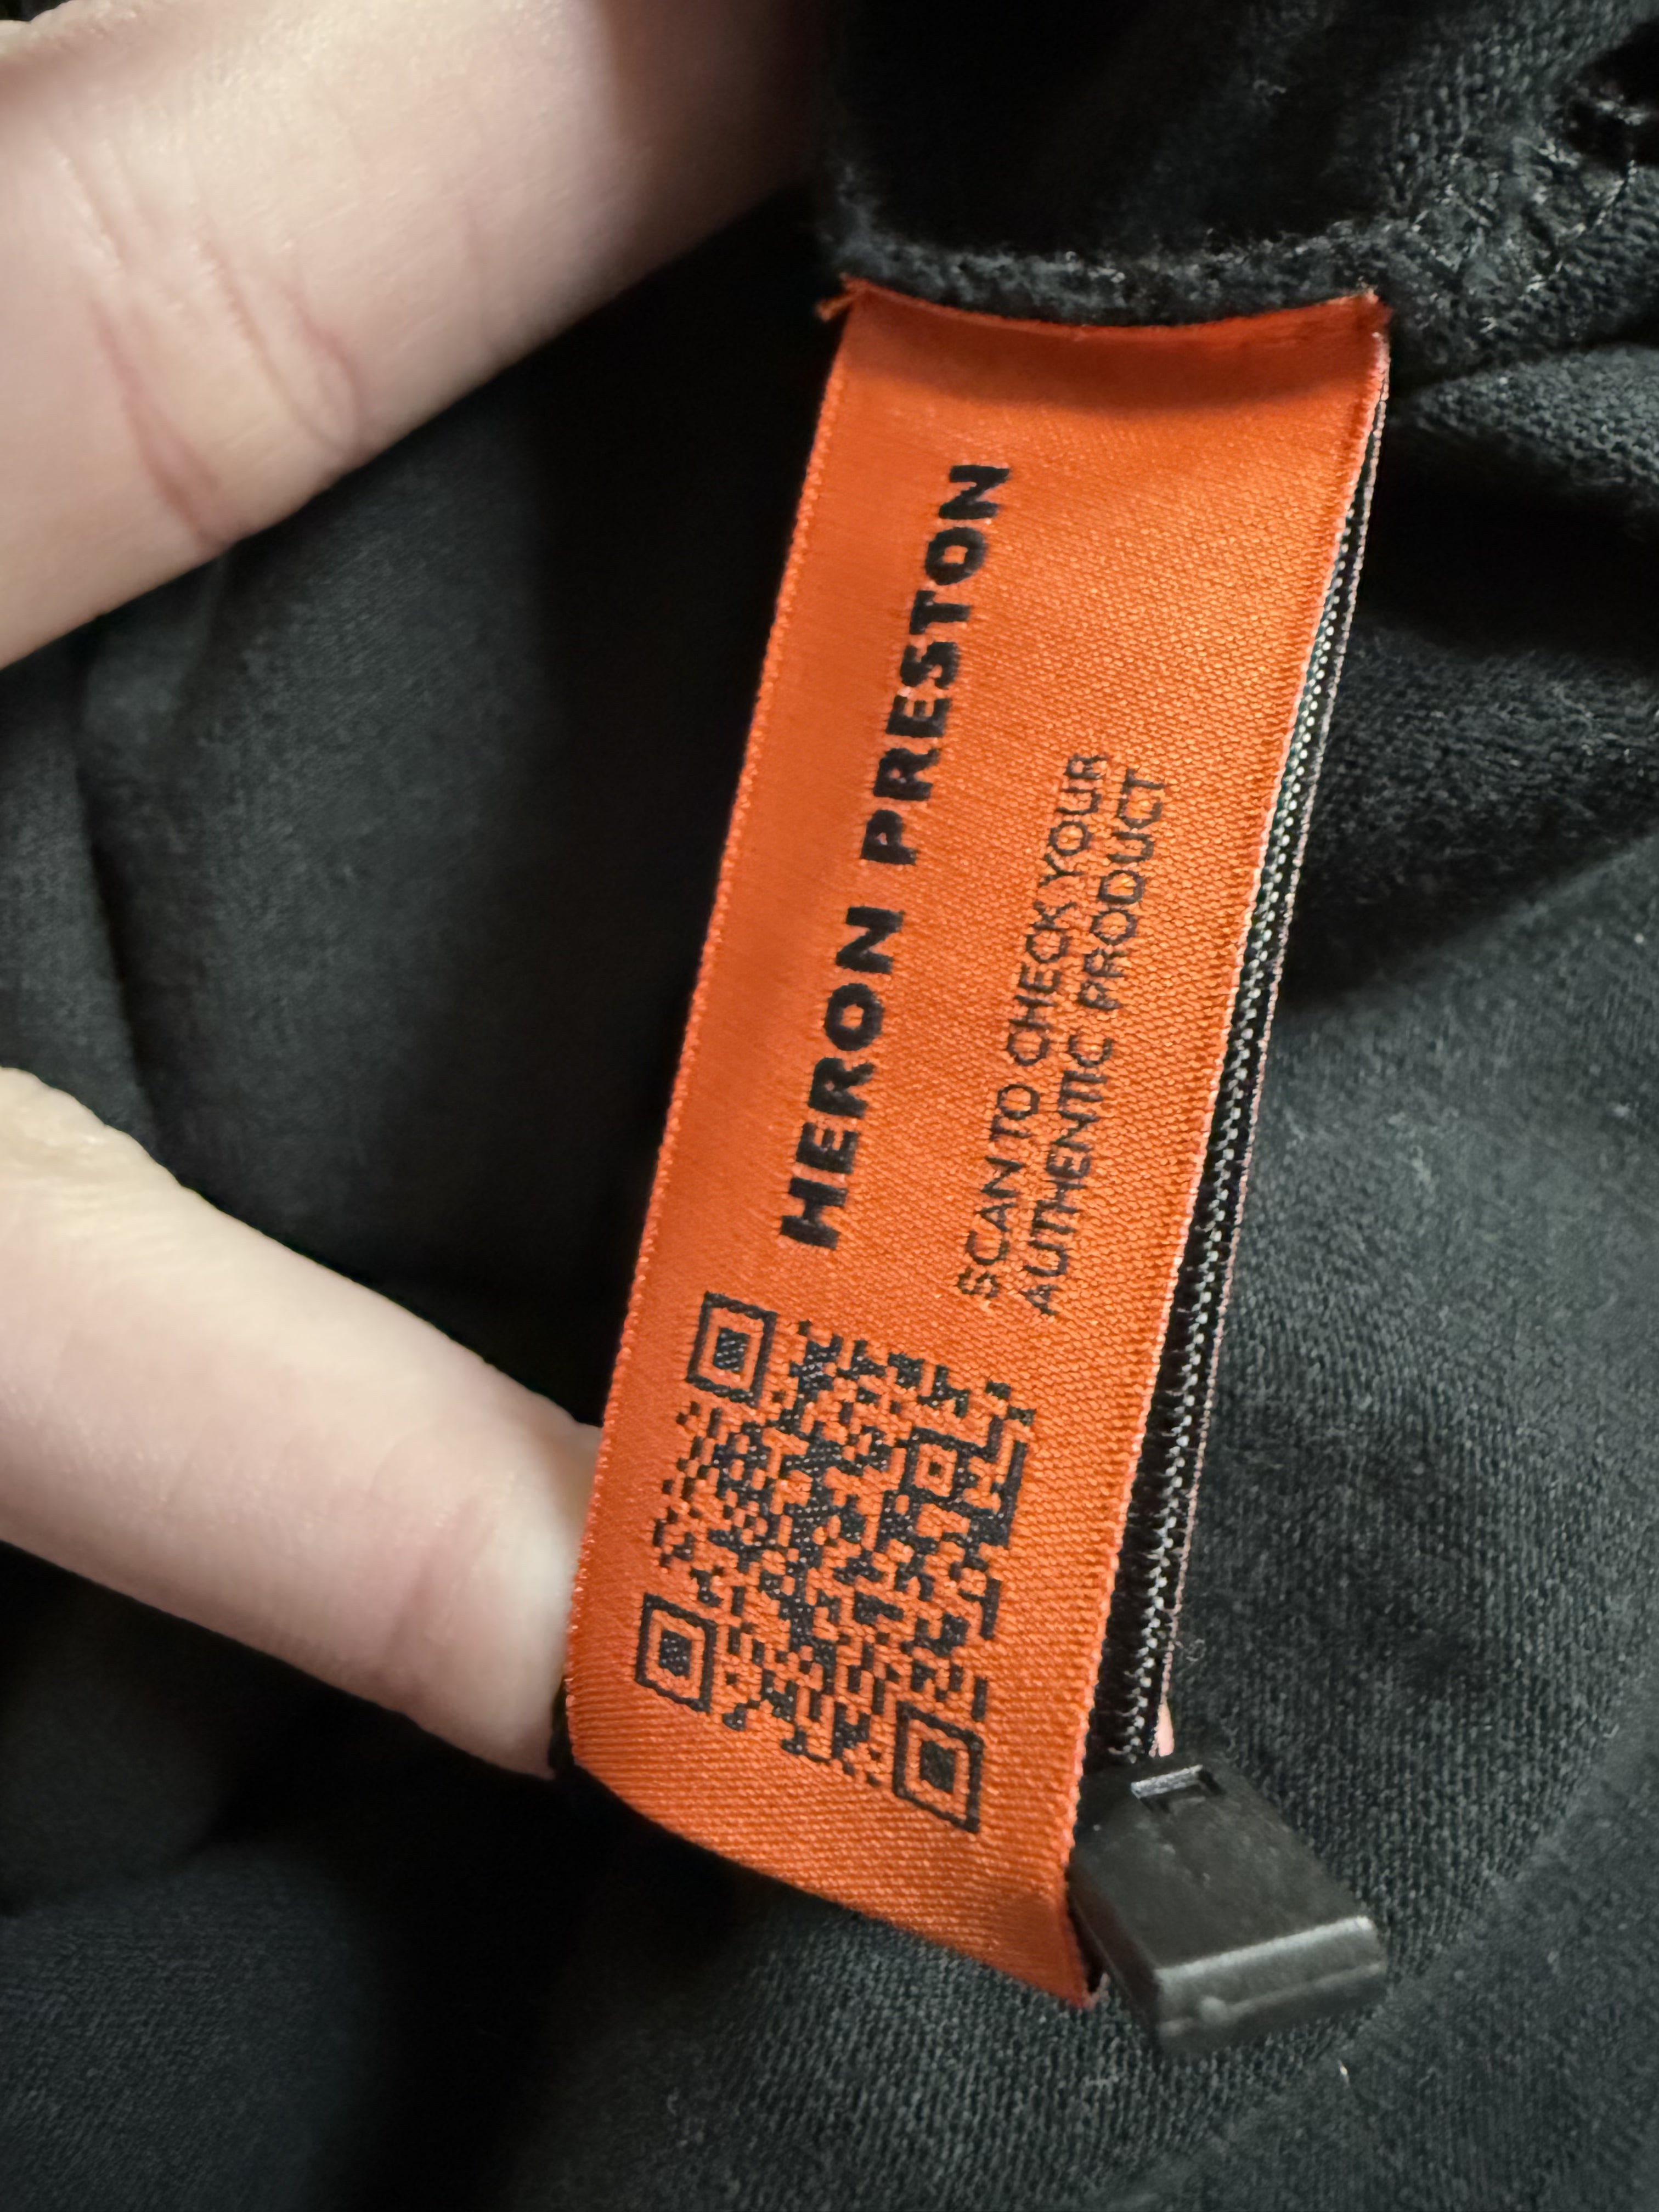 HERON PRESTON
SCAN TO CHECK YOUR
AUTHENTIC PRODUCT